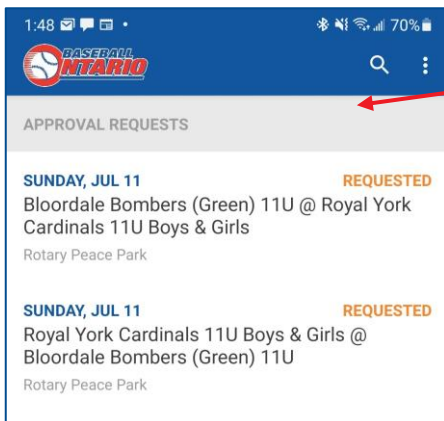 1:48 70%
BASEBALL
ONTARIO
APPROVAL REQUESTS
SUNDAY, JUL 11 REQUESTED
Bloordale Bombers (Green) 11U @ Royal York
Cardinals 11U Boys & Girls
Rotary Peace Park
SUNDAY, JUL 11 REQUESTED
Royal York Cardinals 11U Boys & Girls @
Bloordale Bombers (Green) 11U
Rotary Peace Park